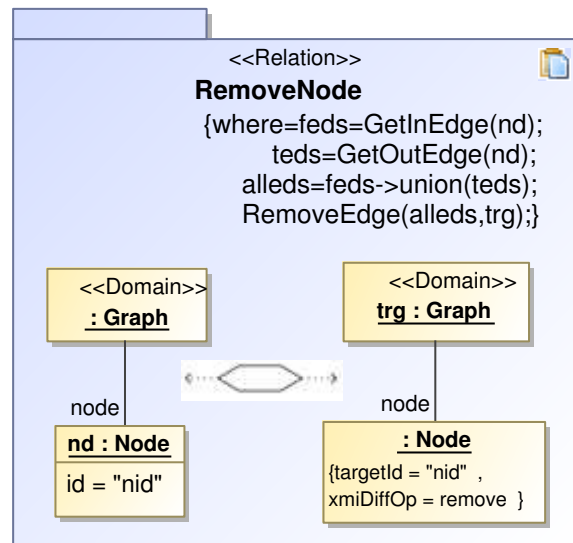 <<Relation>>
RemoveNode
{where=feds=GetInEdge(nd);
teds=GetOutEdge(nd);
alleds=feds->union(teds);
RemoveEdge(alleds,trg);}
<<Domain>>
: Graph
<<Domain>>
trg : Graph
node
node
nd : Node
id = "nid"
: Node
{targetId = "nid" ,
xmiDiffOp = remove }